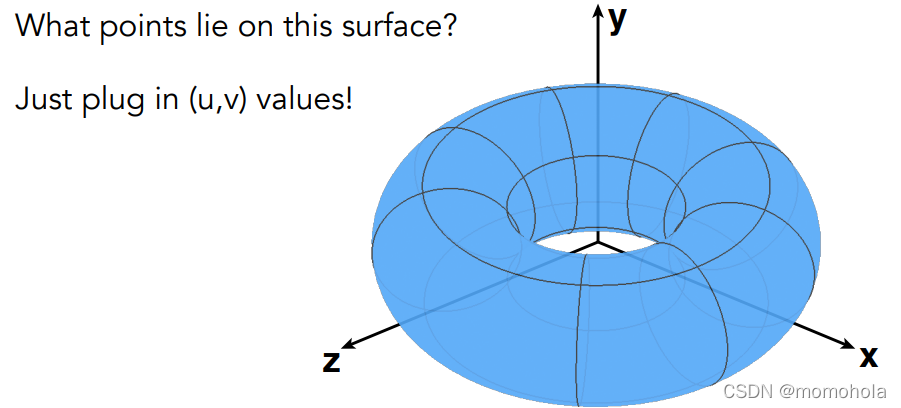 What points lie on this surface?
Just plug in (u,v) values!
y
z
x
CSDN @momohola